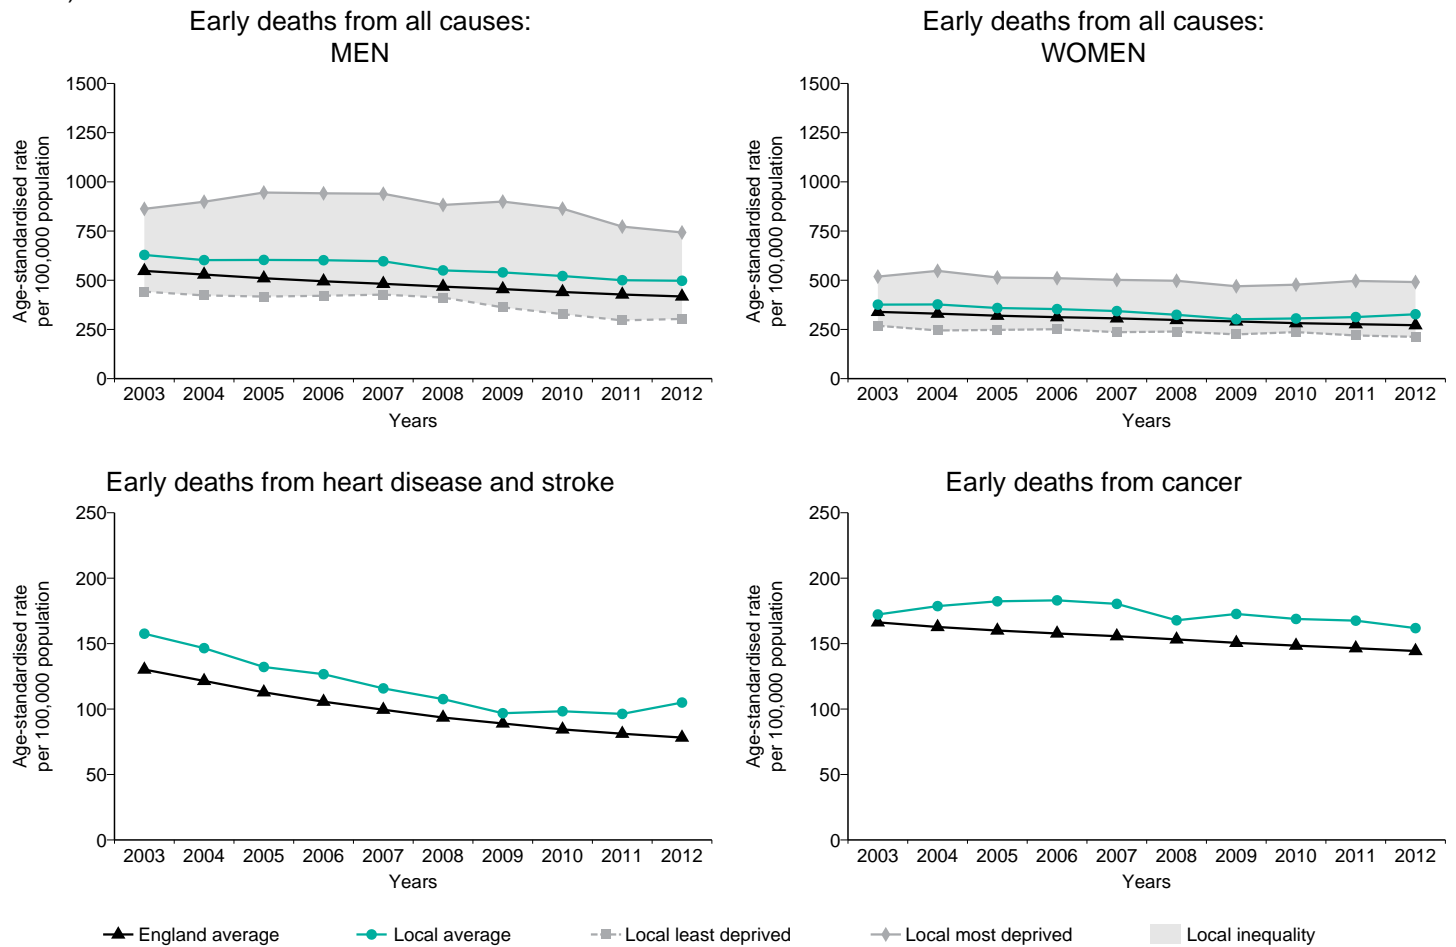 Early deaths from all causes:
MEN
Age-standardised rate
per 100,000 population
1500
1250
1000
750
500
250
0
2003 2004 2005 2006 2007 2008 2009 2010 2011 2012
Years
Early deaths from all causes:
WOMEN
Age-standardised rate
per 100,000 population
1500
1250
1000
750
500
250
0
2003 2004 2005 2006 2007 2008 2009 2010 2011 2012
Years
Early deaths from heart disease and stroke
Age-standardised rate
per 100,000 population
250
200
150
100
50
0
2003 2004 2005 2006 2007 2008 2009 2010 2011 2012
Years
Early deaths from cancer
Age-standardised rate
per 100,000 population
250
200
150
100
50
0
2003 2004 2005 2006 2007 2008 2009 2010 2011 2012
Years
England average
Local average
Local least deprived
Local most deprived
Local inequality